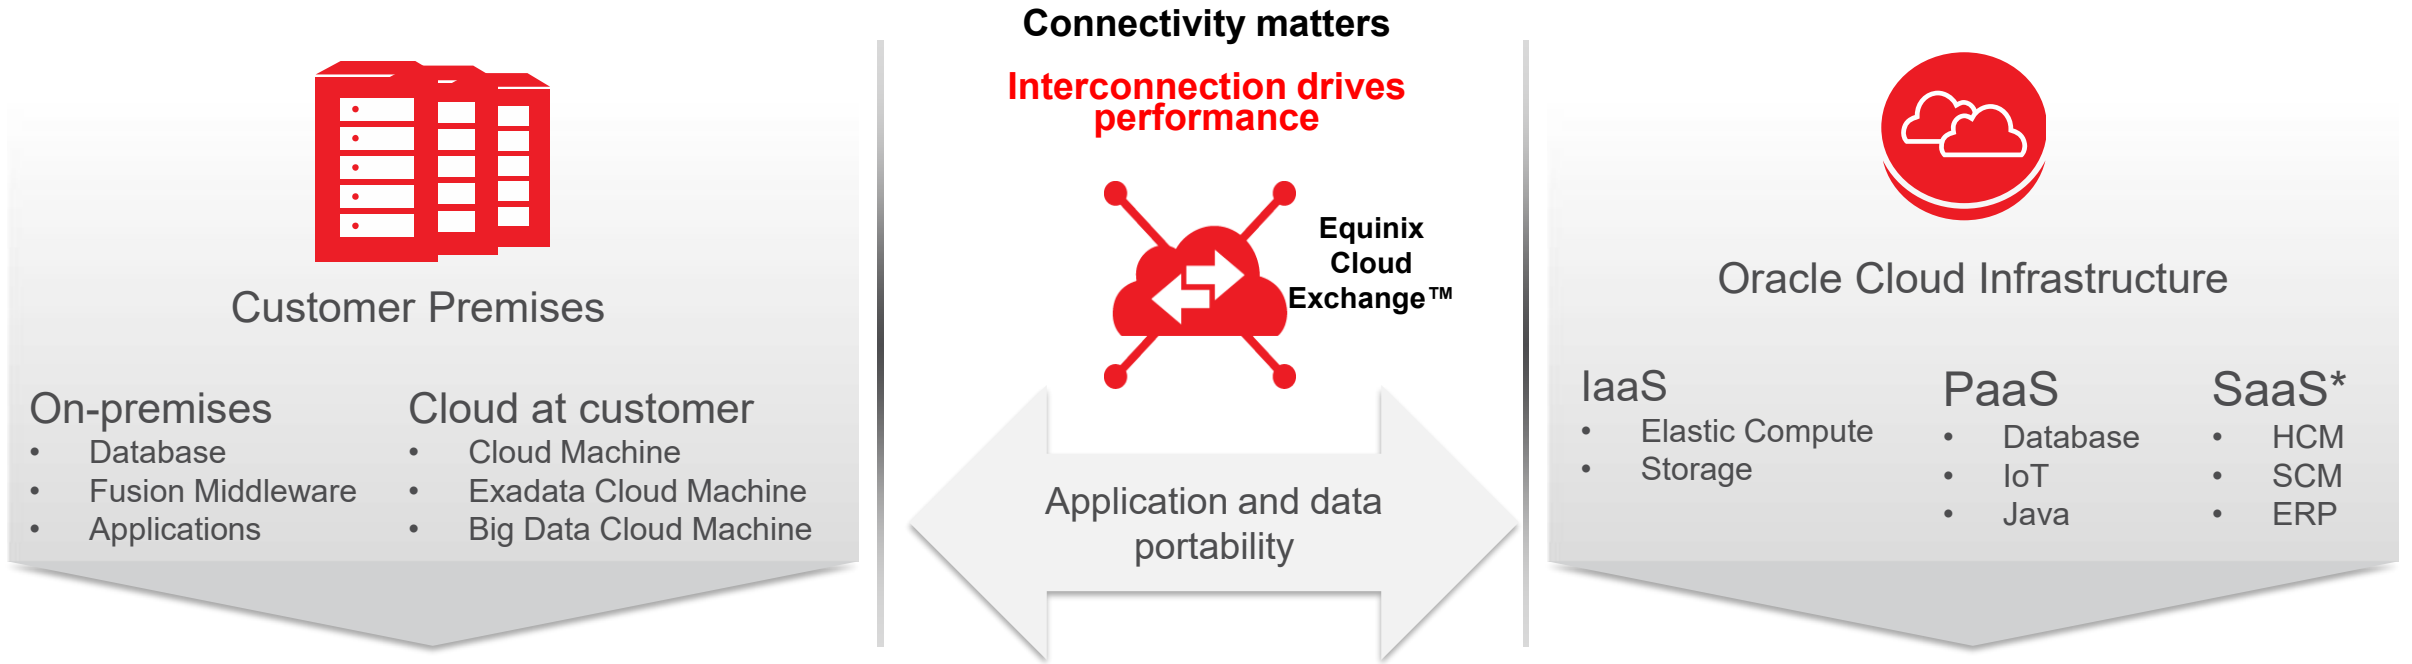 Connectivity matters
Interconnection drives
performance
Customer Premises
On-premises
• Database
• Fusion Middleware
• Applications
Cloud at customer
• Cloud Machine
• Exadata Cloud Machine
• Big Data Cloud Machine
Equinix
Cloud
Exchange™
Application and data
portability
Oracle Cloud Infrastructure
IaaS
• Elastic Compute
• Storage
PaaS
• Database
• IoT
• Java
SaaS*
• HCM
• SCM
• ERP